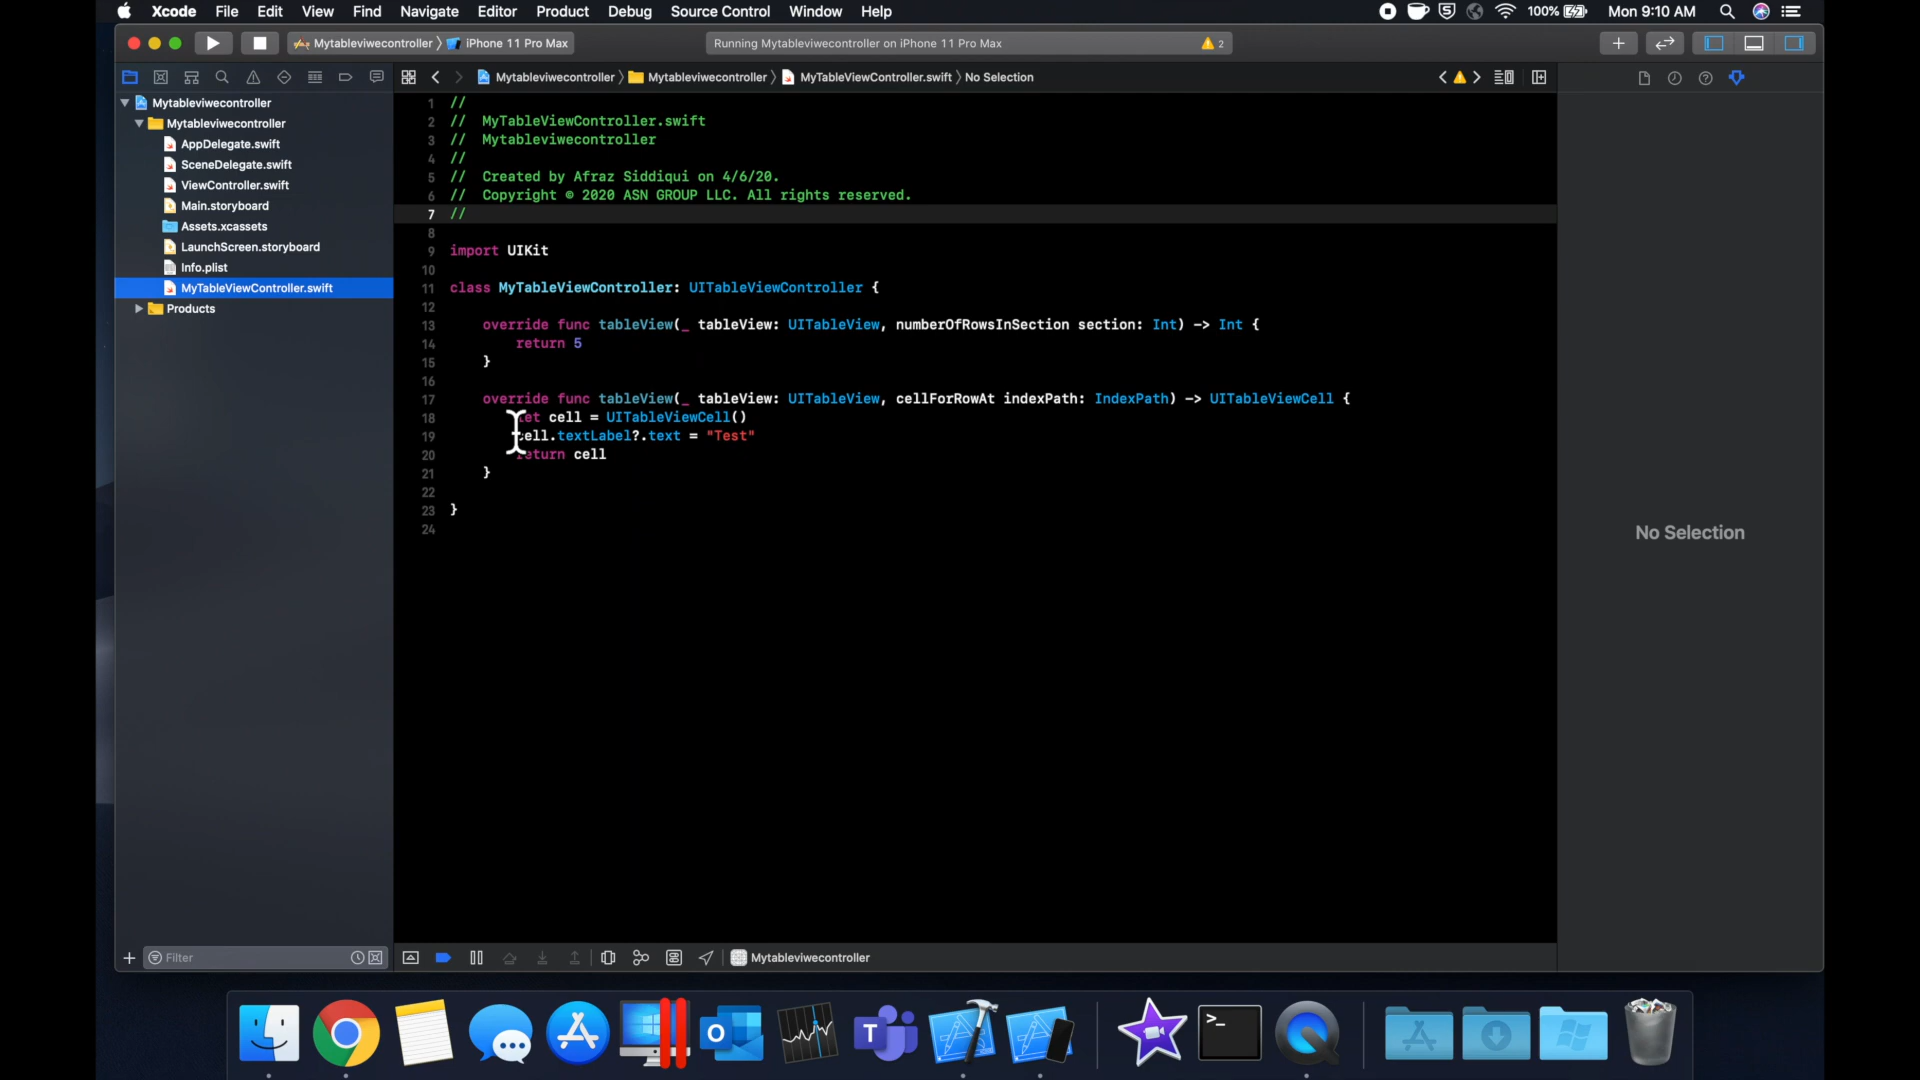 Xcode File Edit View Find Navigate Editor Product Debug Source Control Window Help 100% Mon 9:10 AM
Mytableviwecontroller 〉 iPhone 11 Pro Max Running Mytableviwecontroller on iPhone 11 Pro Max 2
Mytableviwecontroller 〉 Mytableviwecontroller 〉 MyTableViewController.swift 〉 No Selection
Mytableviwecontroller
Mytableviwecontroller
AppDelegate.swift
SceneDelegate.swift
ViewController.swift
Main.storyboard
Assets.xcassets
LaunchScreen.storyboard
Info.plist
MyTableViewController.swift
Products
1 //
2 // MyTableViewController.swift
3 // Mytableviwecontroller
4 //
5 // Created by Afraz Siddiqui on 4/6/20.
6 // Copyright © 2020 ASN GROUP LLC. All rights reserved.
7 //
8
9 import UIKit
10
11 class MyTableViewController: UITableViewController {
12
13 override func tableView(_ tableView: UITableView, numberOfRowsInSection section: Int) -> Int {
14 return 5
15 }
16
17 override func tableView(_ tableView: UITableView, cellForRowAt indexPath: IndexPath) -> UITableViewCell {
18 let cell = UITableViewCell()
19 cell.textLabel?.text = "Test"
20 return cell
21 }
22
23 }
24
No Selection
Filter
Mytableviwecontroller